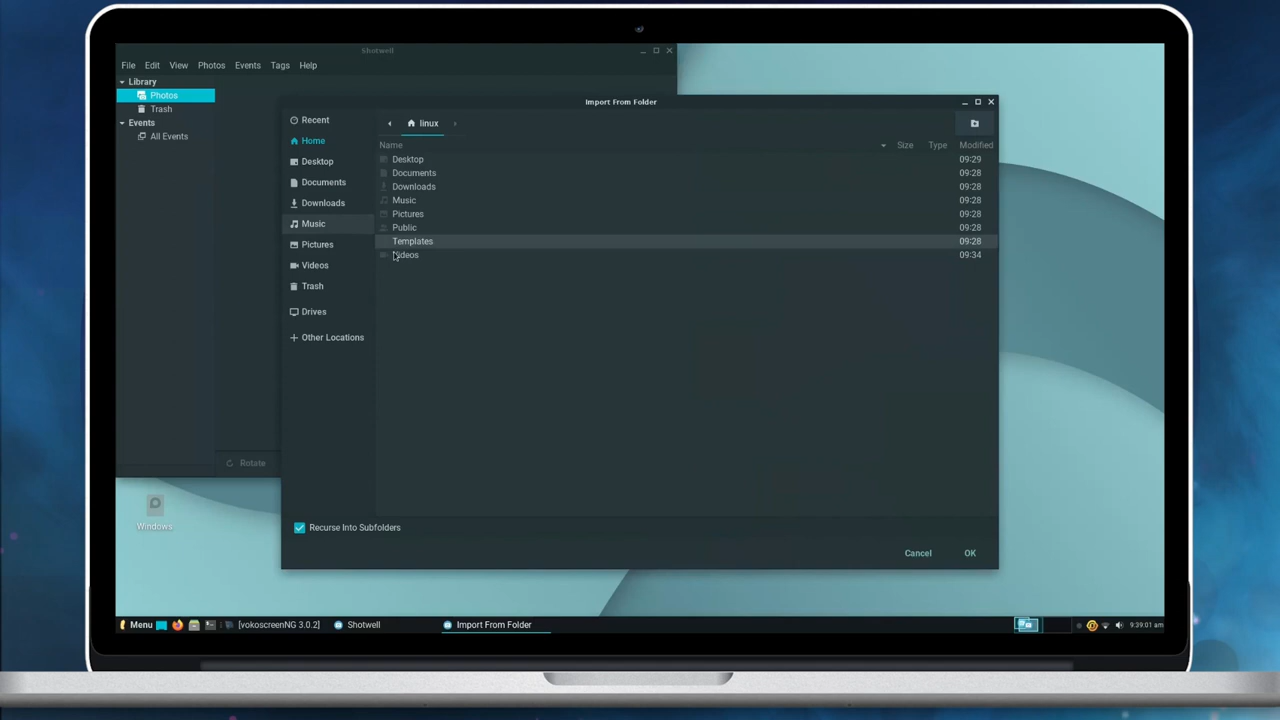 Shotwell
File Edit View Photos Events Tags Help
Library
Photos
Trash
Events
All Events
Rotate
Import From Folder
Recent
Home
Desktop
Documents
Downloads
Music
Pictures
Videos
Trash
Drives
Other Locations
linux
Name Size Type Modified
Desktop 09:29
Documents 09:28
Downloads 09:28
Music 09:28
Pictures 09:28
Public 09:28
Templates 09:28
Videos 09:34
Recurse Into Subfolders
Cancel OK
Windows
Menu [vokoscreenNG 3.0.2] Shotwell Import From Folder 9:39:01 am